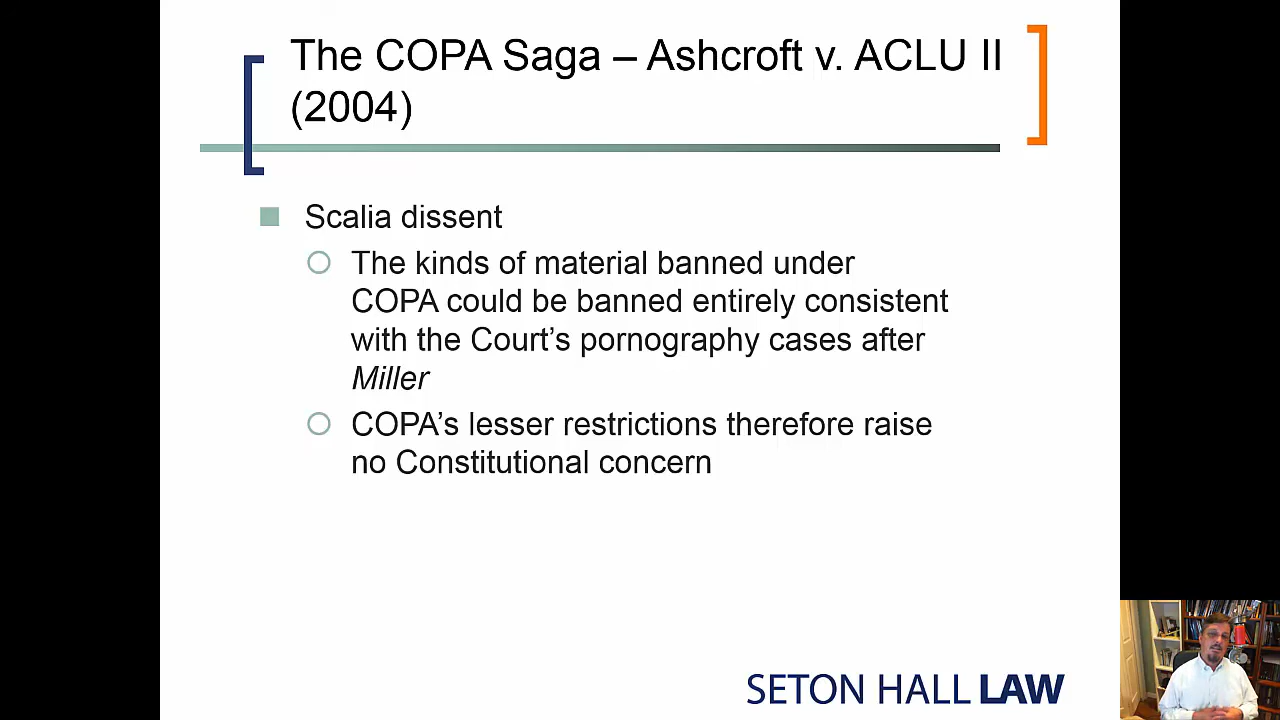 The COPA Saga – Ashcroft v. ACLU II
(2004)
Scalia dissent
The kinds of material banned under
COPA could be banned entirely consistent
with the Court’s pornography cases after
Miller
COPA’s lesser restrictions therefore raise
no Constitutional concern
SETON HALL LAW